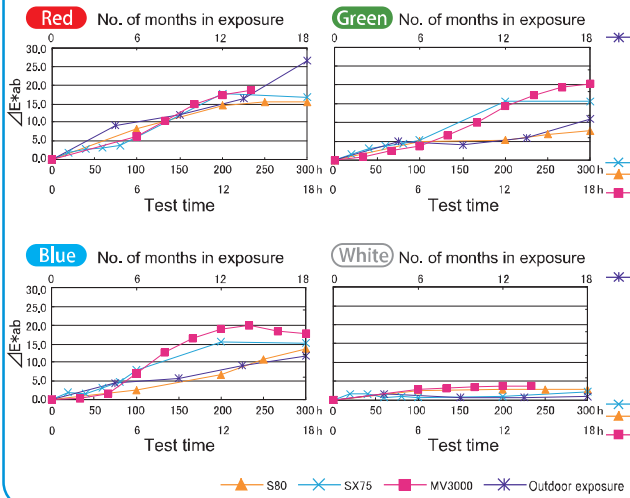 Red No. of months in exposure
0 6 12 18
30.0
25.0
20.0
15.0
10.0
5.0
0.0
⊿E*ab
0 50 100 150 200 250 300 h
0 6 12 18 h
Test time
Green No. of months in exposure
0 6 12 18
0 50 100 150 200 250 300 h
0 6 12 18 h
Test time
Blue No. of months in exposure
0 6 12 18
30.0
25.0
20.0
15.0
10.0
5.0
0.0
⊿E*ab
50 100 150 200 250 300 h
0 6 12 18 h
Test time
White No. of months in exposure
0 6 12 18
0 50 100 150 200 250 300 h
0 6 12 18 h
Test time
S80 SX75 MV3000 Outdoor exposure